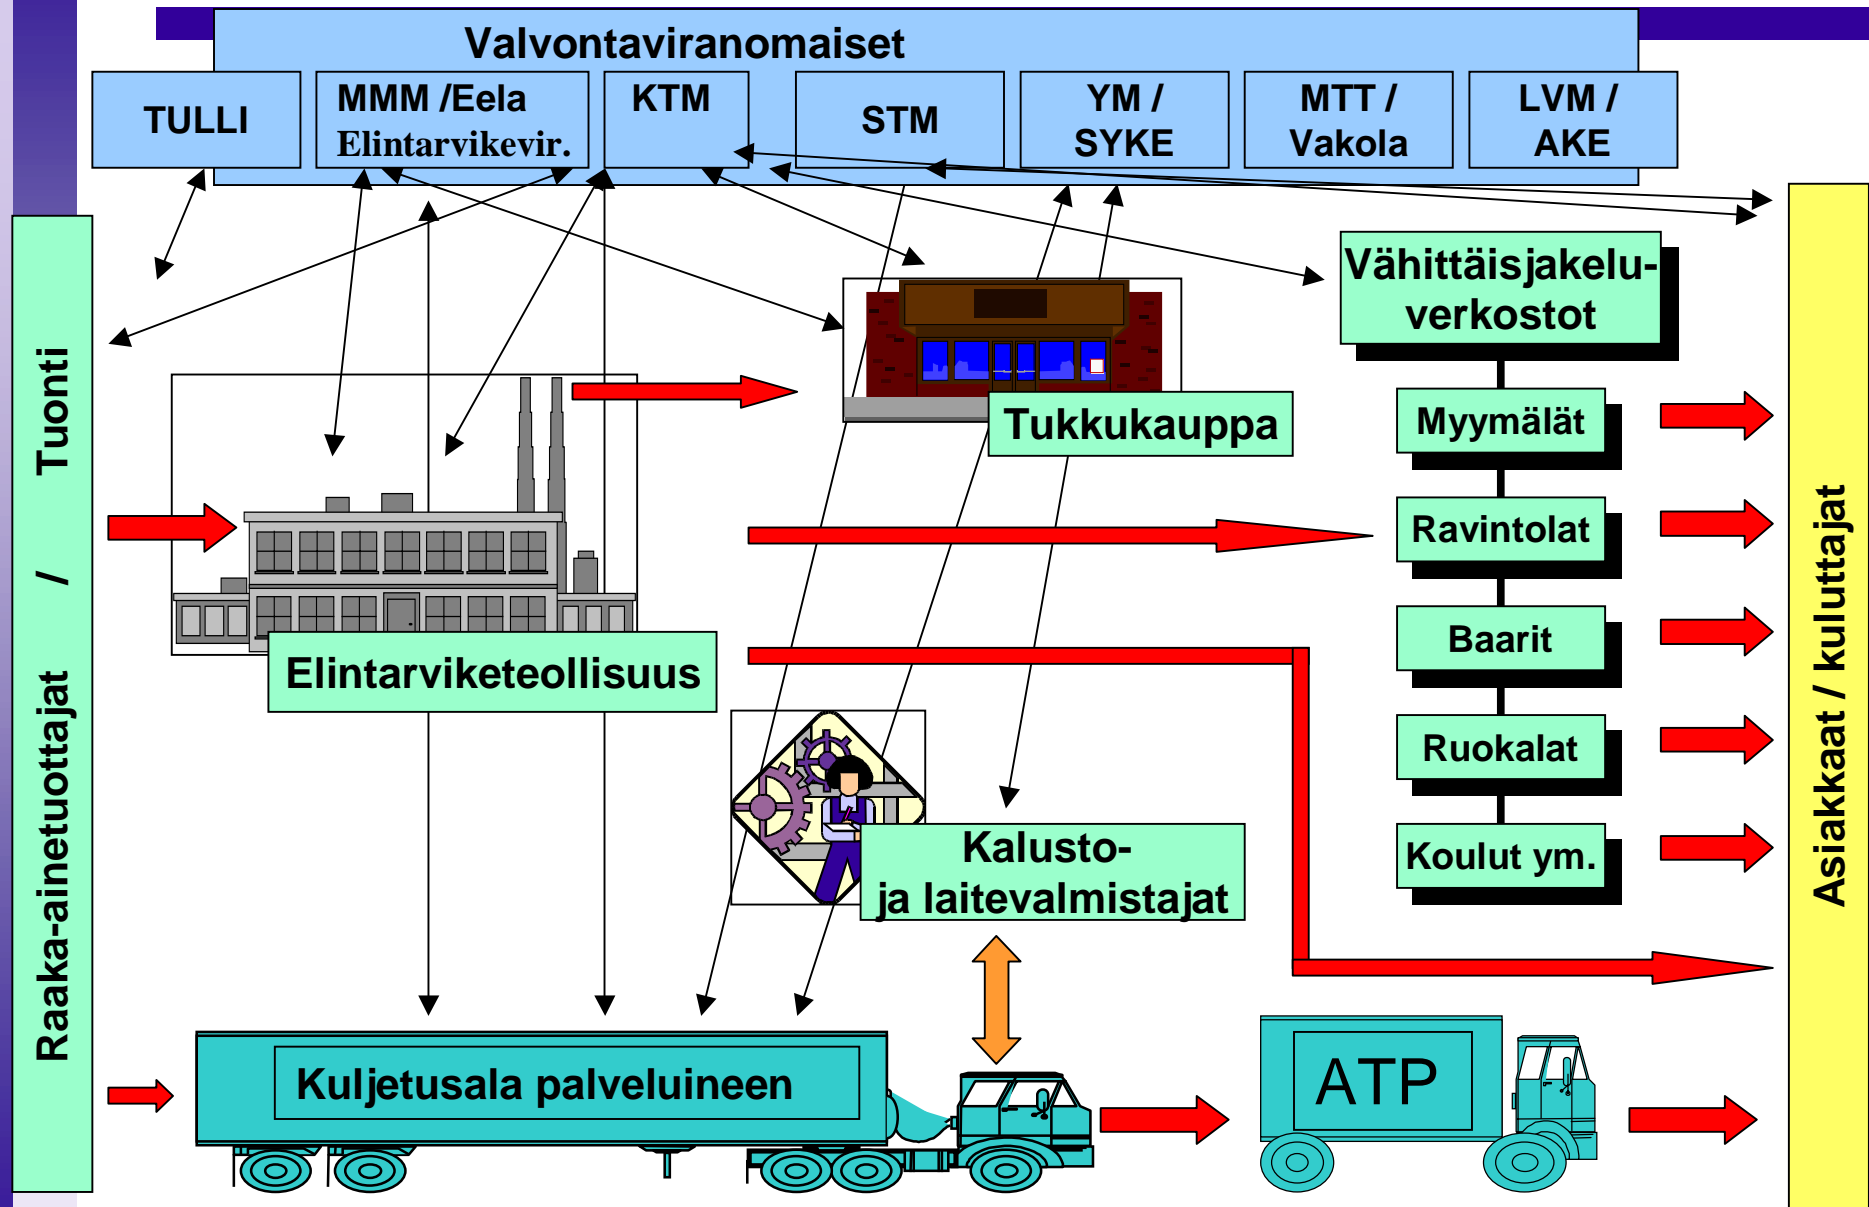 Valvontaviranomaiset
TULLI
MMM /Eela
Elintarvikevir.
KTM
STM
YM /
SYKE
MTT /
Vakola
LVM /
AKE
Raaka-ainetuottajat / Tuonti
Vähittäisjakelu-
verkostot
Tukkukauppa
Myymälät
Ravintolat
Baarit
Ruokalat
Koulut ym.
Elintarviketeollisuus
Kalusto-
ja laitevalmistajat
Asiakkaat / kuluttajat
Kuljetusala palveluineen
ATP